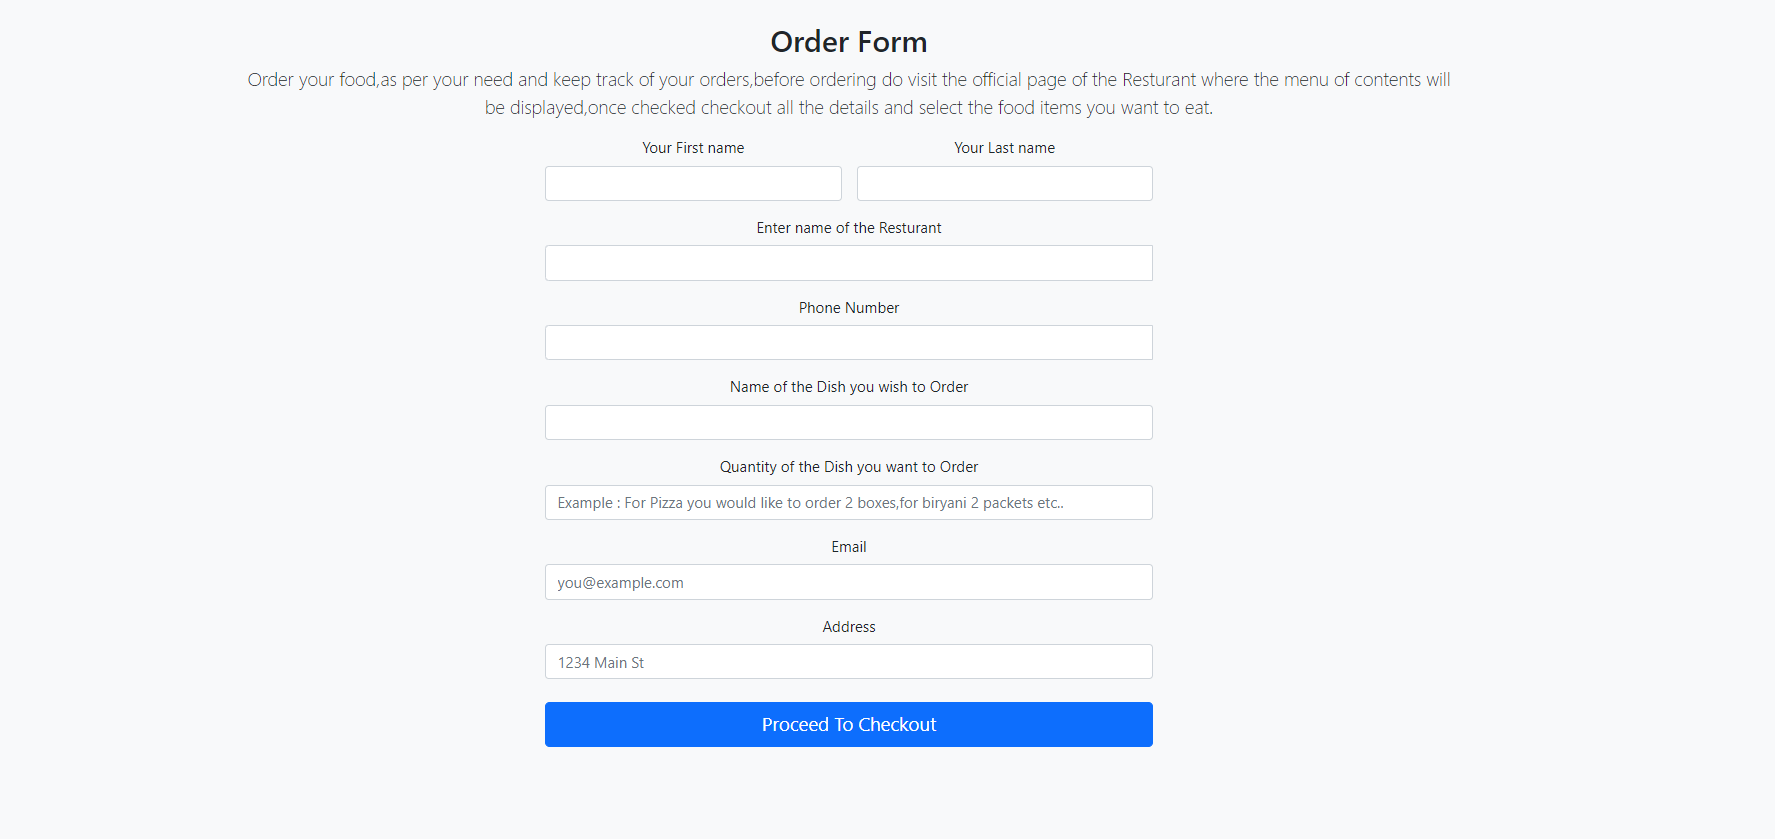 Order Form
Order your food,as per your need and keep track of your orders,before ordering do visit the official page of the Resturant where the menu of contents will
be displayed,once checked checkout all the details and select the food items you want to eat.
Your First name
Your Last name
Enter name of the Resturant
Phone Number
Name of the Dish you wish to Order
Quantity of the Dish you want to Order
Example : For Pizza you would like to order 2 boxes,for biryani 2 packets etc..
Email
you@example.com
Address
1234 Main St
Proceed To Checkout